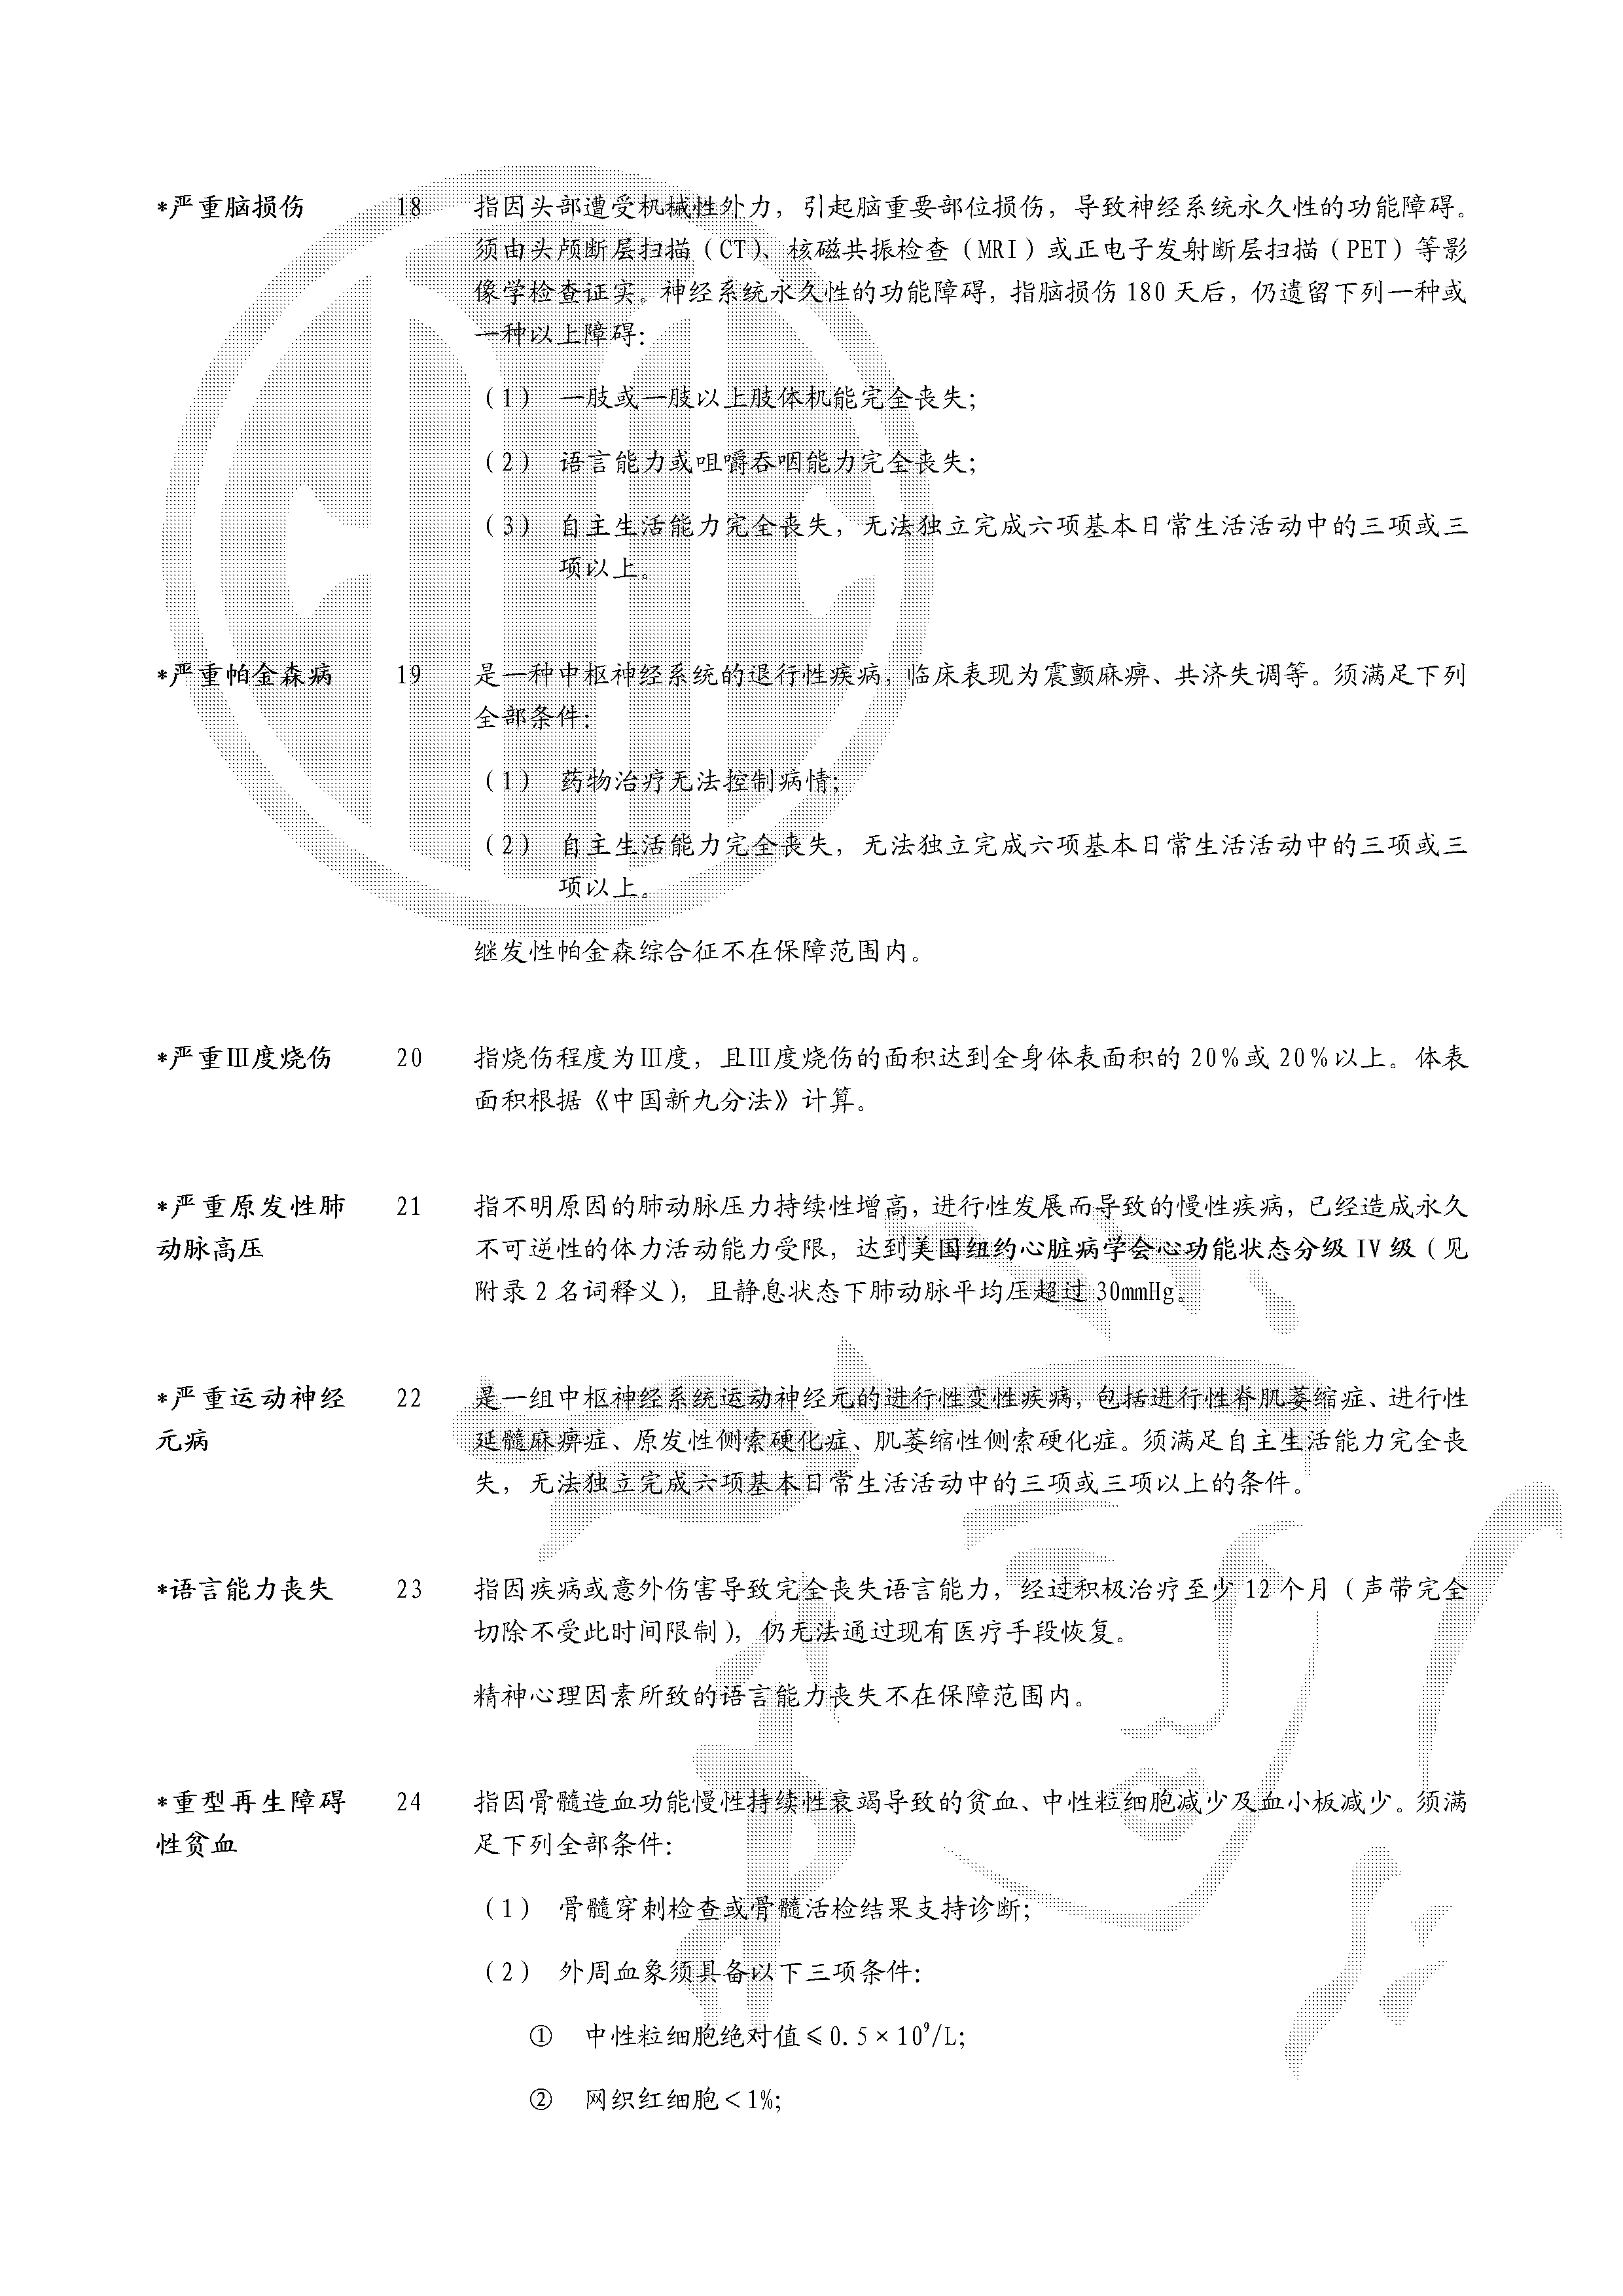 *严重脑损伤 18 指因头部遭受机械性外力，引起脑重要部位损伤，导致神经系统永久性的功能障碍。
须由头颅断层扫描（CT）、核磁共振检查（MRI）或正电子发射断层扫描（PET）等影
像学检查证实。神经系统永久性的功能障碍，指脑损伤 180 天后，仍遗留下列一种或
一种以上障碍：
（1） 一肢或一肢以上肢体机能完全丧失；
（2） 语言能力或咀嚼吞咽能力完全丧失；
（3） 自主生活能力完全丧失，无法独立完成六项基本日常生活活动中的三项或三
项以上。
*严重帕金森病 19 是一种中枢神经系统的退行性疾病，临床表现为震颤麻痹、共济失调等。须满足下列
全部条件：
（1） 药物治疗无法控制病情；
（2） 自主生活能力完全丧失，无法独立完成六项基本日常生活活动中的三项或三
项以上。
继发性帕金森综合征不在保障范围内。
*严重Ⅲ度烧伤 20 指烧伤程度为Ⅲ度，且Ⅲ度烧伤的面积达到全身体表面积的 20%或 20%以上。体表
面积根据《中国新九分法》计算。
*严重原发性肺 21 指不明原因的肺动脉压力持续性增高，进行性发展而导致的慢性疾病，已经造成永久
动脉高压 不可逆性的体力活动能力受限，达到美国纽约心脏病学会心功能状态分级 IV 级（见
附录 2 名词释义），且静息状态下肺动脉平均压超过 30mmHg。
*严重运动神经 22 是一组中枢神经系统运动神经元的进行性变性疾病，包括进行性脊肌萎缩症、进行性
元病 延髓麻痹症、原发性侧索硬化症、肌萎缩性侧索硬化症。须满足自主生活能力完全丧
失，无法独立完成六项基本日常生活活动中的三项或三项以上的条件。
*语言能力丧失 23 指因疾病或意外伤害导致完全丧失语言能力，经过积极治疗至少 12 个月（声带完全
切除不受此时间限制），仍无法通过现有医疗手段恢复。
精神心理因素所致的语言能力丧失不在保障范围内。
*重型再生障碍 24 指因骨髓造血功能慢性持续性衰竭导致的贫血、中性粒细胞减少及血小板减少。须满
性贫血 足下列全部条件：
（1） 骨髓穿刺检查或骨髓活检结果支持诊断；
（2） 外周血象须具备以下三项条件：
① 中性粒细胞绝对值≤0.5×10⁹/L；
② 网织红细胞＜1%；